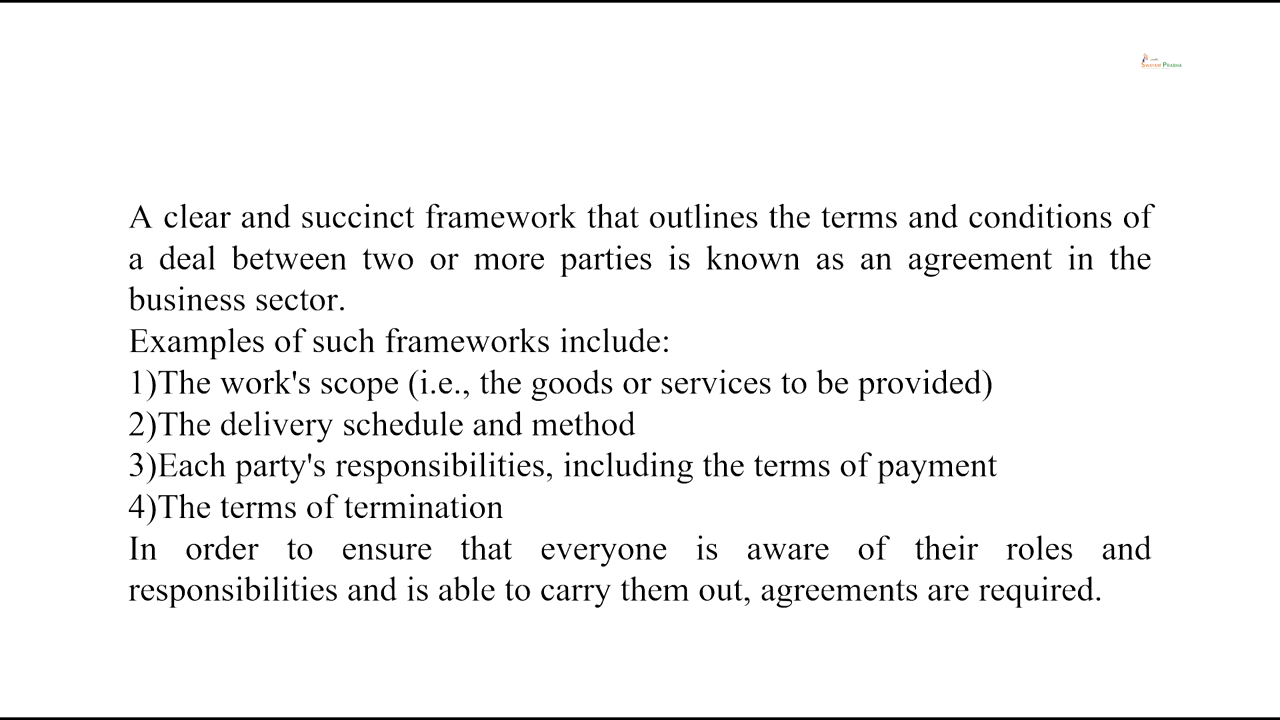 SWAYAM PRABHA
A clear and succinct framework that outlines the terms and conditions of
a deal between two or more parties is known as an agreement in the
business sector.
Examples of such frameworks include:
1)The work's scope (i.e., the goods or services to be provided)
2)The delivery schedule and method
3)Each party's responsibilities, including the terms of payment
4)The terms of termination
In order to ensure that everyone is aware of their roles and
responsibilities and is able to carry them out, agreements are required.